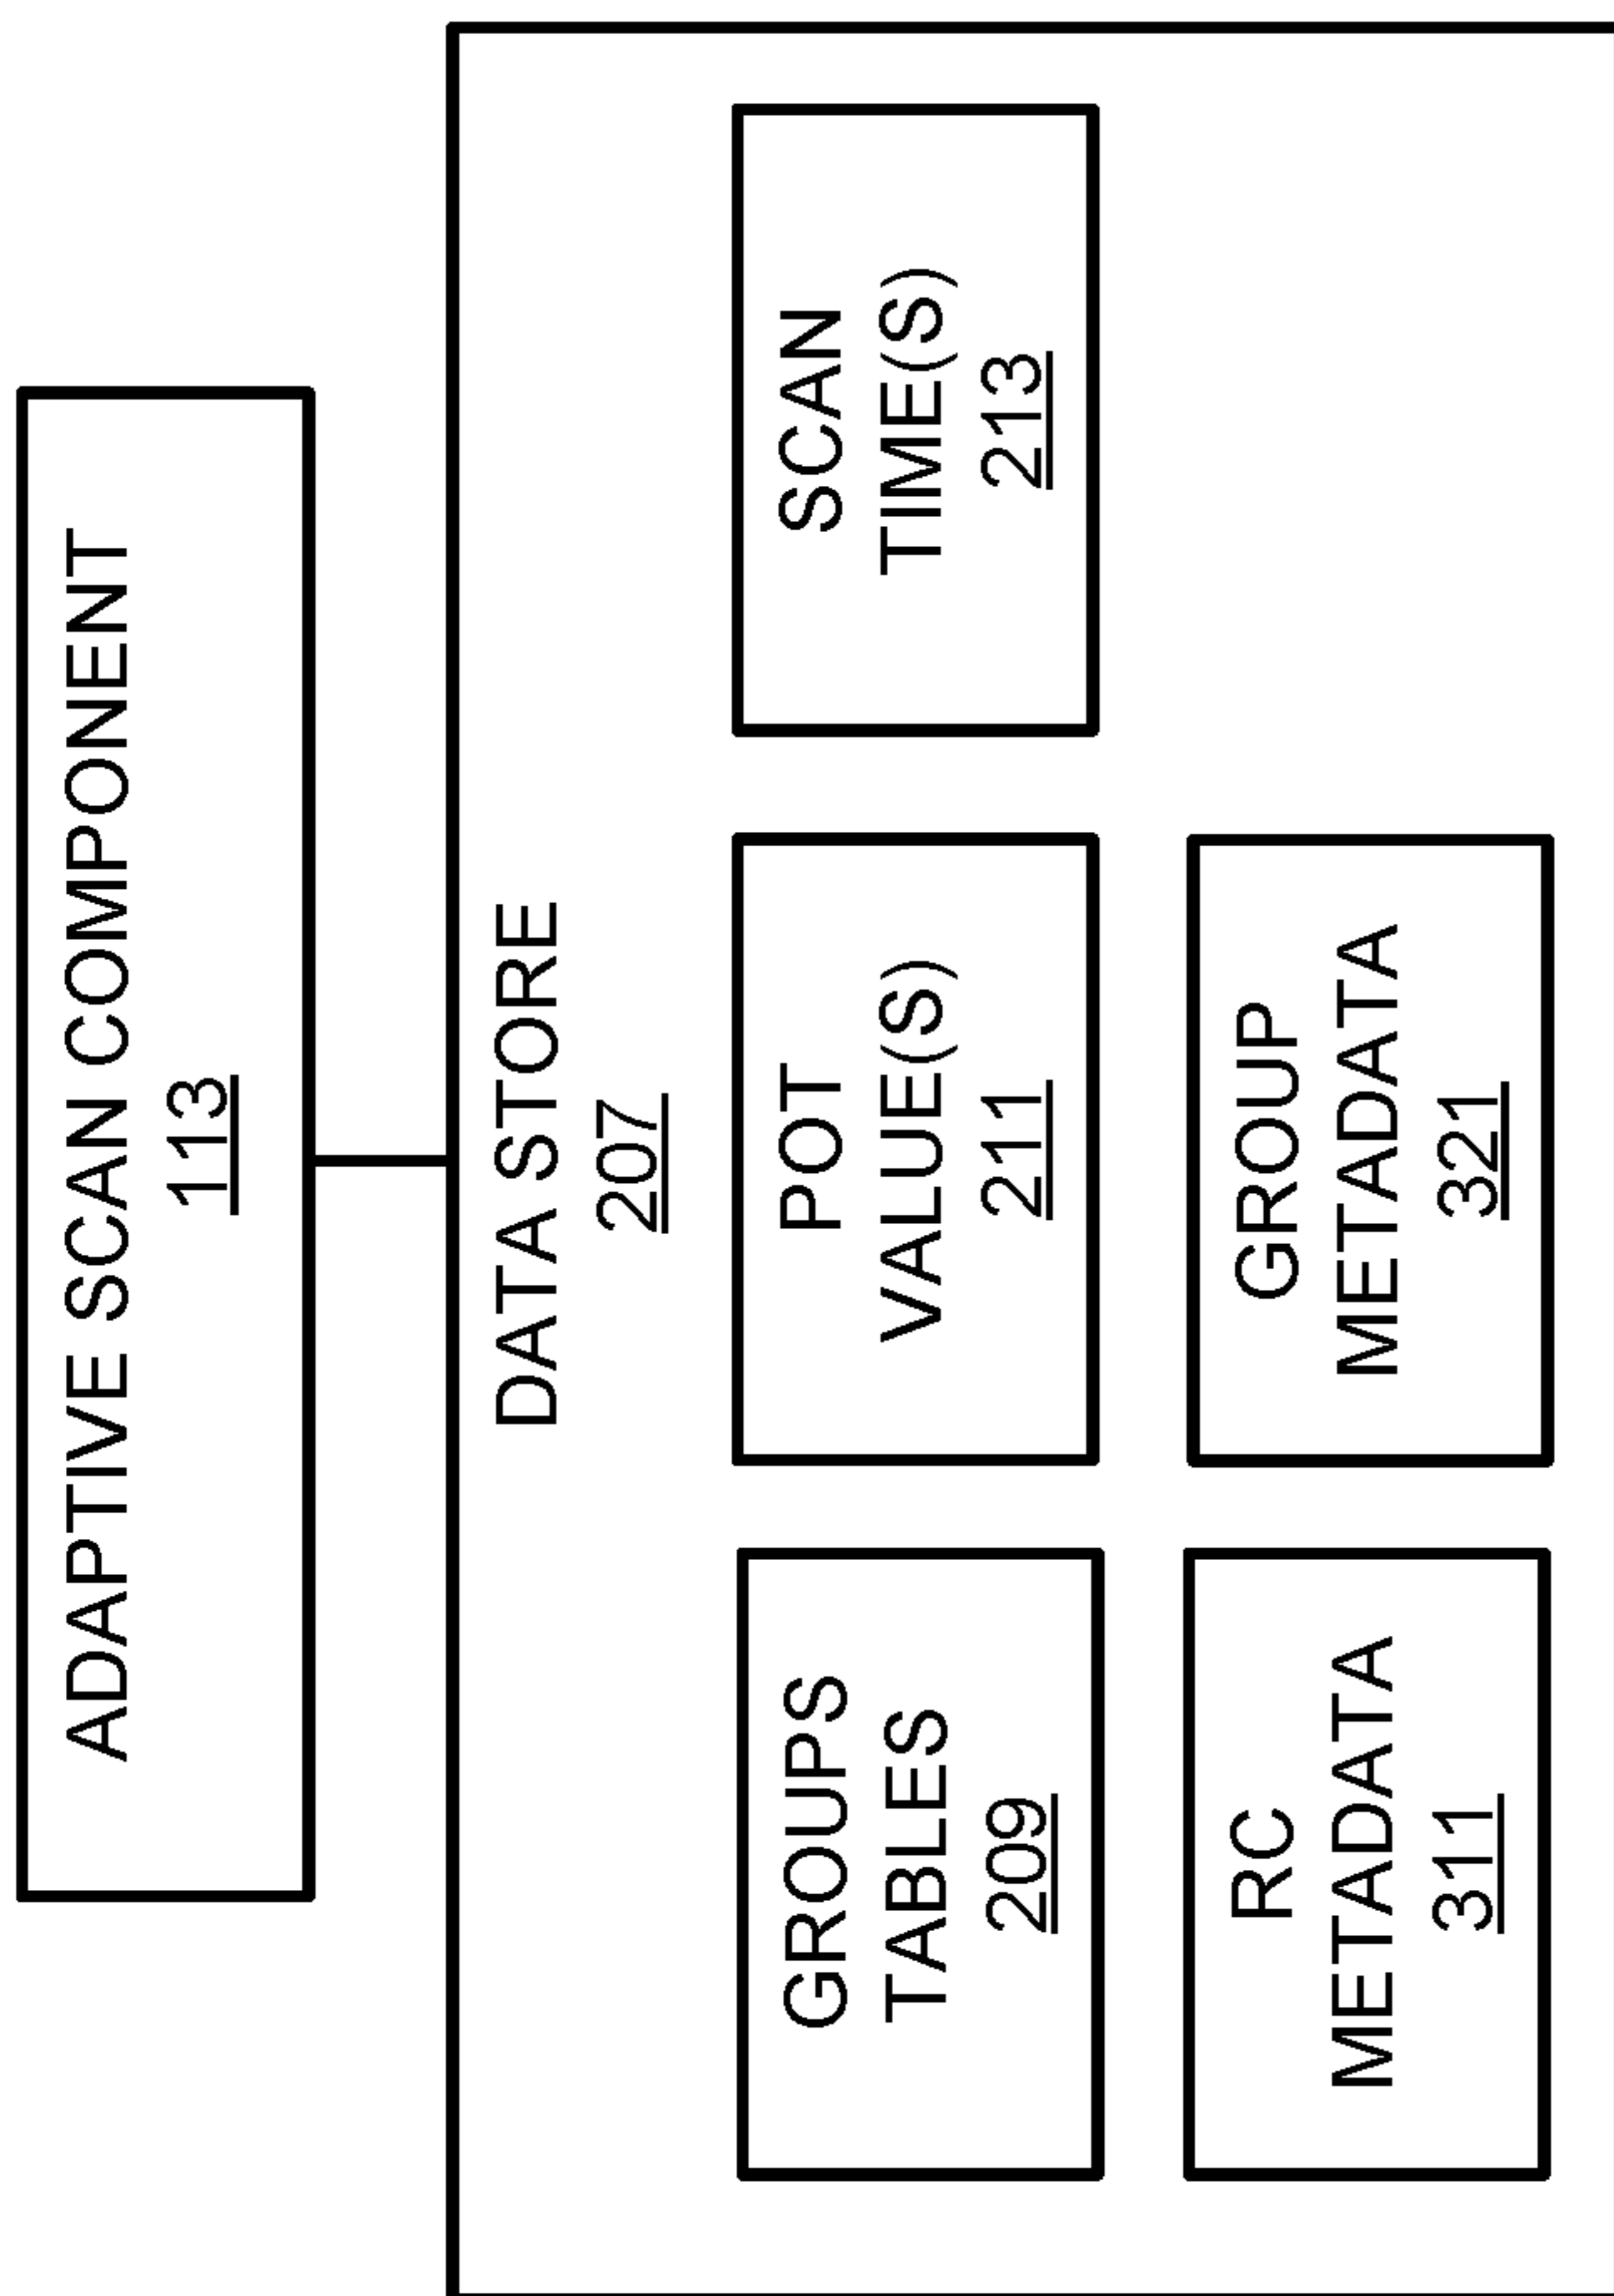 ADAPTIVE SCAN COMPONENT
113
DATA STORE
207
GROUPS
TABLES
209
POT
VALUE(S)
211
SCAN
TIME(S)
213
RC
METADATA
311
GROUP
METADATA
321